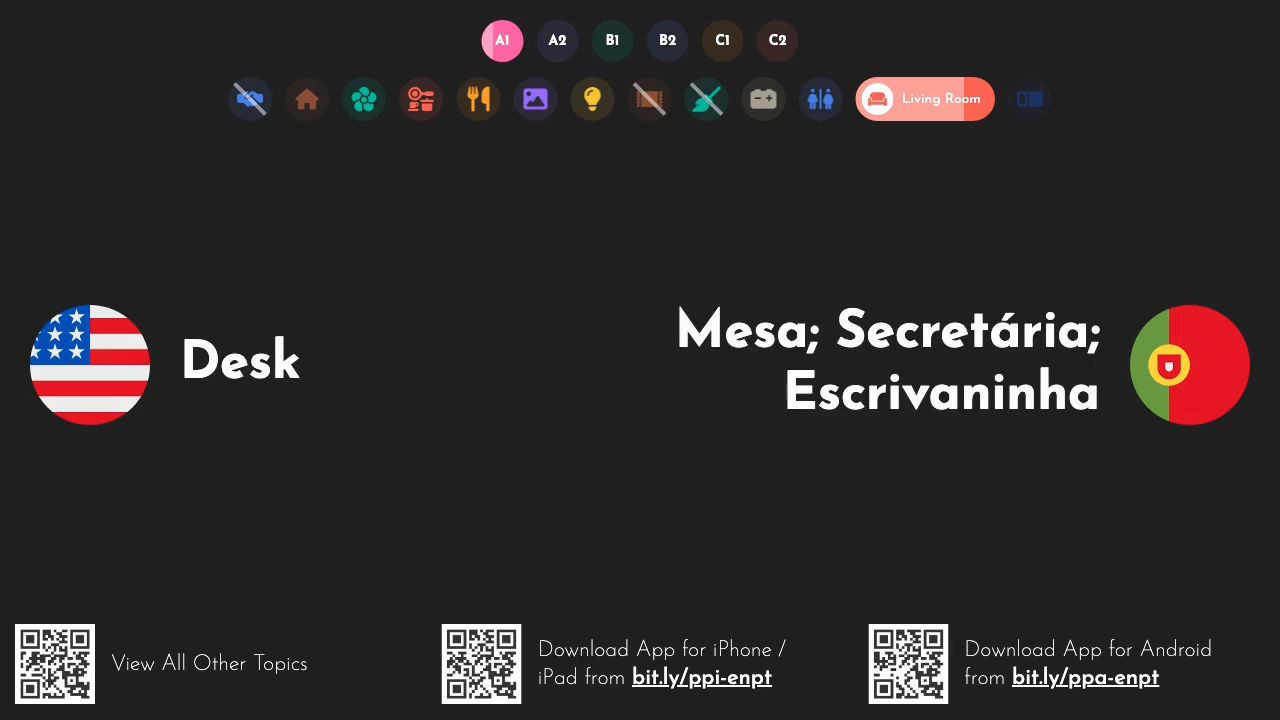 A1 A2 B1 B2 C1 C2
Living Room
Desk
Mesa; Secretária;
Escrivaninha
View All Other Topics
Download App for iPhone /
iPad from bit.ly/ppi-enpt
Download App for Android
from bit.ly/ppa-enpt